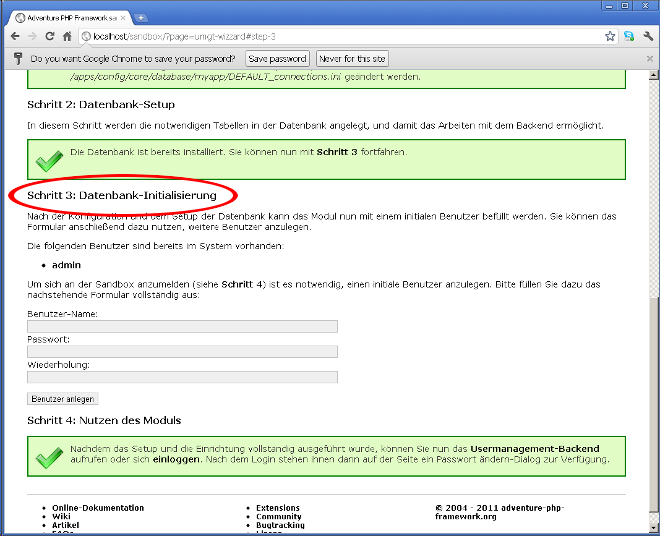 Adventure PHP Framework san
localhost/sandbox/?page=umgt-wizzard#step-3
Do you want Google Chrome to save your password? Save password Never for this site
/apps/config/core/database/myapp/DEFAULT_connections.ini geändert werden.
Schritt 2: Datenbank-Setup
In diesem Schritt werden die notwendigen Tabellen in der Datenbank angelegt, und damit das Arbeiten mit dem Backend ermöglicht.
Die Datenbank ist bereits installiert. Sie können nun mit Schritt 3 fortfahren.
Schritt 3: Datenbank-Initialisierung
Nach der Konfiguration und dem Setup der Datenbank kann das Modul nun mit einem initialen Benutzer befüllt werden. Sie können das
Formular anschließend dazu nutzen, weitere Benutzer anzulegen.
Die folgenden Benutzer sind bereits im System vorhanden:
admin
Um sich an der Sandbox anzumelden (siehe Schritt 4) ist es notwendig, einen initiale Benutzer anzulegen. Bitte füllen Sie dazu das
nachstehende Formular vollständig aus:
Benutzer-Name:
Passwort:
Wiederholung:
Benutzer anlegen
Schritt 4: Nutzen des Moduls
Nachdem das Setup und die Einrichtung vollständig ausgeführt wurde, können Sie nun das Usermanagement-Backend
aufrufen oder sich einloggen. Nach dem Login stehen Ihnen dann auf der Seite ein Passwort ändern-Dialog zur Verfügung.
Online-Dokumentation Extensions © 2004 - 2011 adventure-php-
Wiki Community framework.org
Artikel Bugtracking